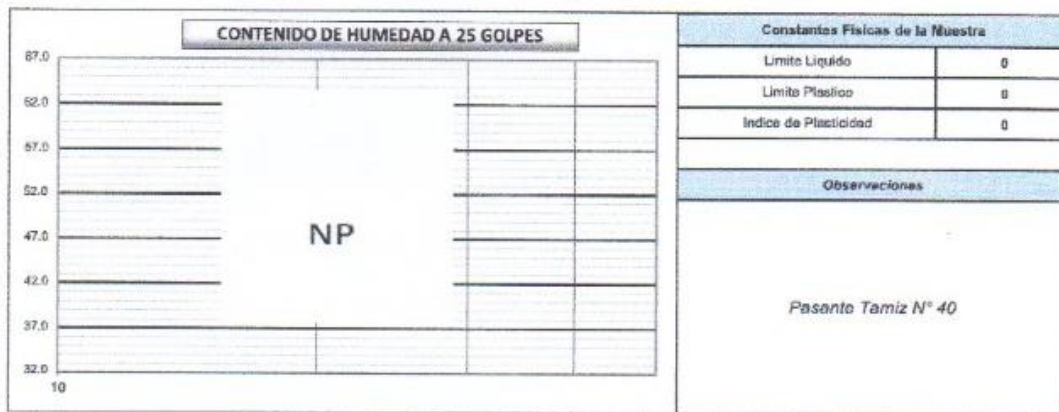 CONTENIDO DE HUMEDAD A 25 GOLPES
67.0
62.0
57.0
52.0
47.0
42.0
37.0
32.0
10
NP
Constantes Físicas de la Muestra
Limite Liquido 0
Limite Plastico 0
Indice de Plasticidad 0
Observaciones
Pasante Tamiz N° 40